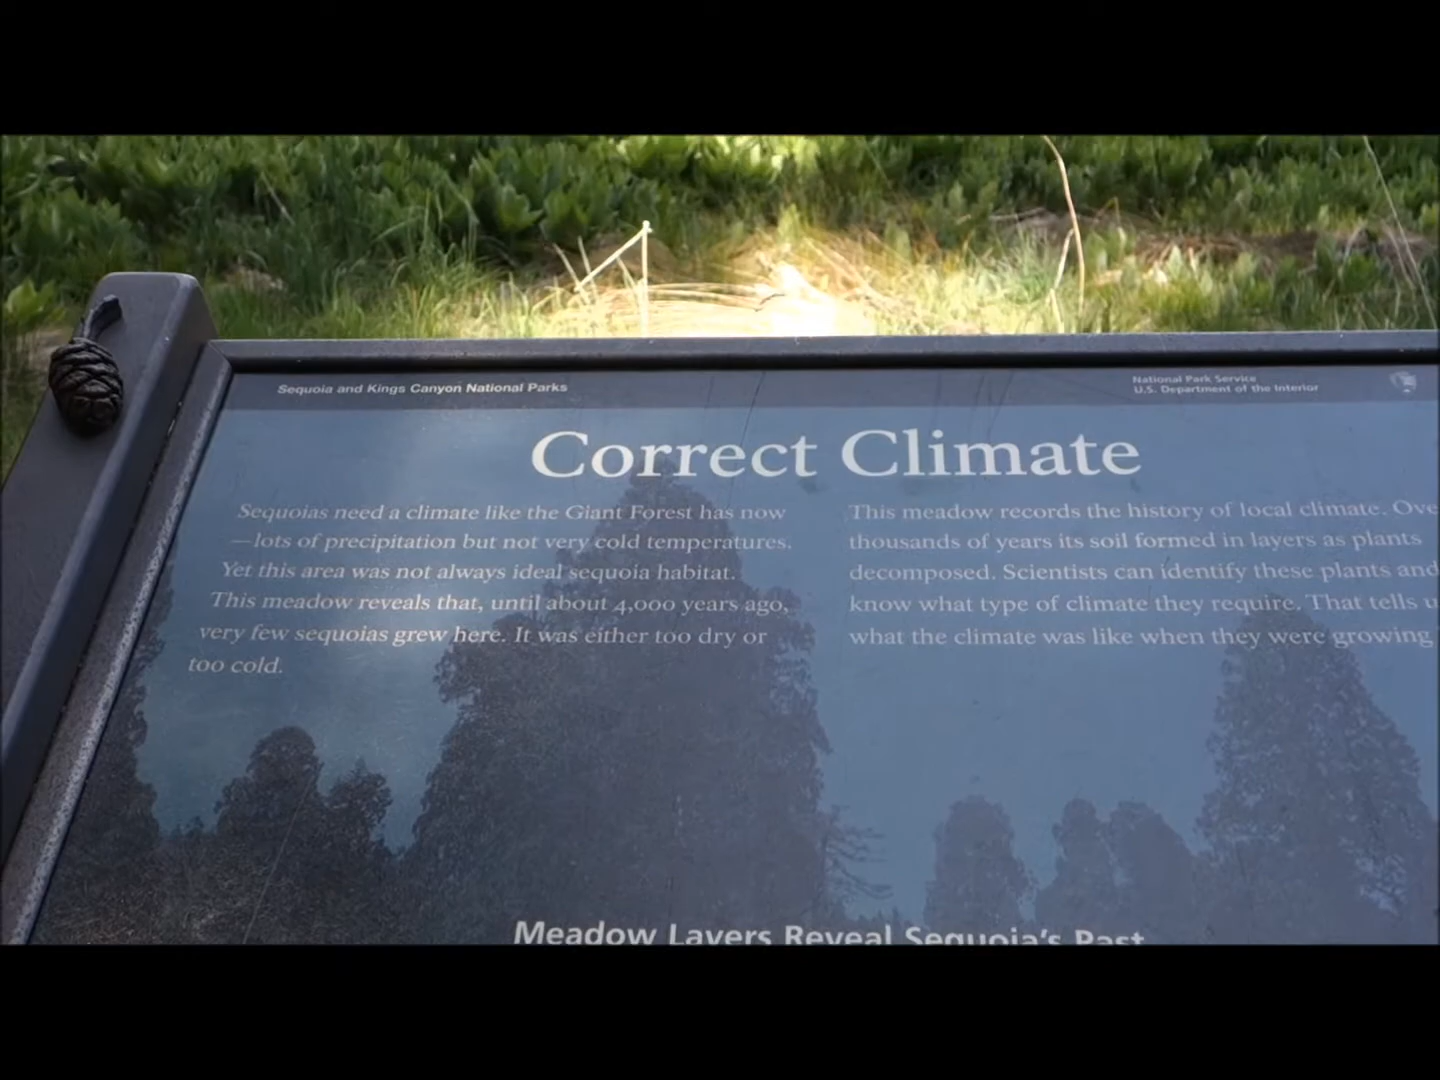 Sequoia and Kings Canyon National Parks
National Park Service
U.S. Department of the Interior
Correct Climate
Sequoias need a climate like the Giant Forest has now
—lots of precipitation but not very cold temperatures.
Yet this area was not always ideal sequoia habitat.
This meadow reveals that, until about 4,000 years ago,
very few sequoias grew here. It was either too dry or
too cold.
This meadow records the history of local climate. Ove
thousands of years its soil formed in layers as plants
decomposed. Scientists can identify these plants and
know what type of climate they require. That tells u
what the climate was like when they were growing
Meadow Layers Reveal Sequoia's Past